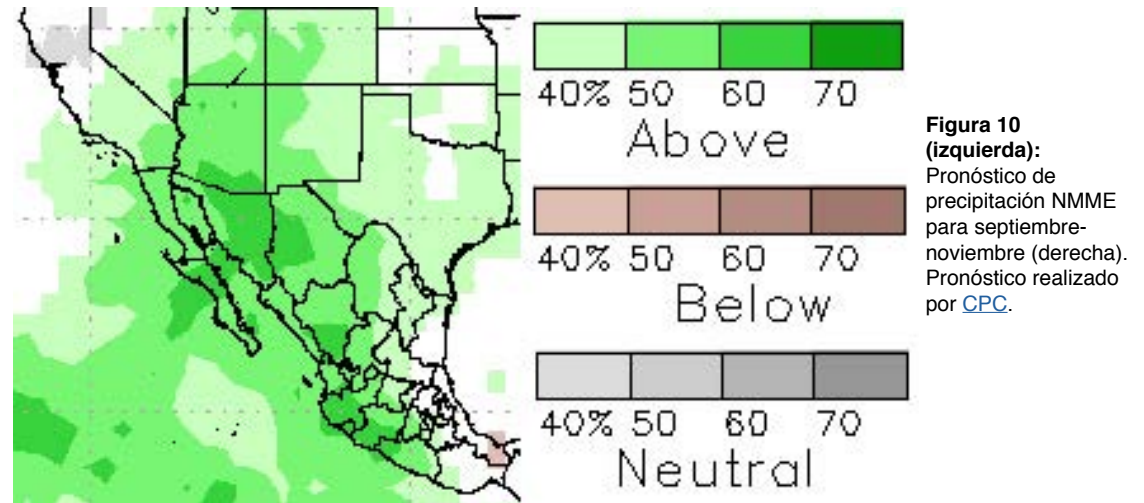 40% 50 60 70
Above
40% 50 60 70
Below
40% 50 60 70
Neutral
Figura 10
(izquierda):
Pronóstico de
precipitación NMME
para septiembre-
noviembre (derecha).
Pronóstico realizado
por CPC.